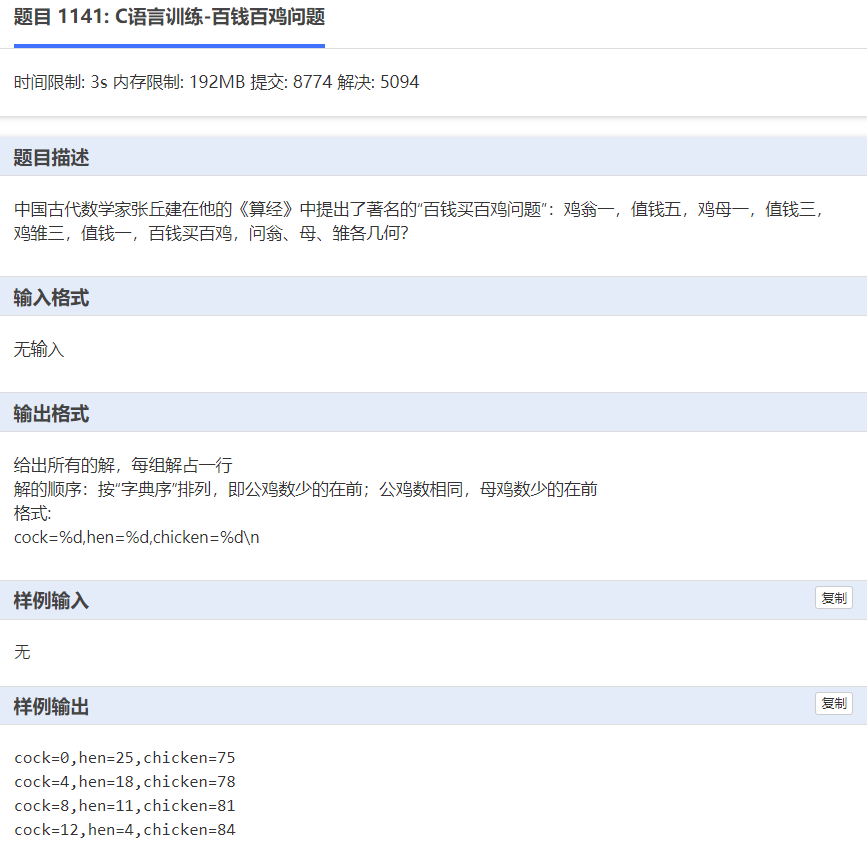 题目 1141: C语言训练-百钱百鸡问题
时间限制: 3s 内存限制: 192MB 提交: 8774 解决: 5094
题目描述
中国古代数学家张丘建在他的《算经》中提出了著名的“百钱买百鸡问题”：鸡翁一，值钱五，鸡母一，值钱三，
鸡雏三，值钱一，百钱买百鸡，问翁、母、雏各几何？
输入格式
无输入
输出格式
给出所有的解，每组解占一行
解的顺序：按“字典序”排列，即公鸡数少的在前；公鸡数相同，母鸡数少的在前
格式:
cock=%d,hen=%d,chicken=%d\n
样例输入
复制
无
样例输出
复制
cock=0,hen=25,chicken=75
cock=4,hen=18,chicken=78
cock=8,hen=11,chicken=81
cock=12,hen=4,chicken=84